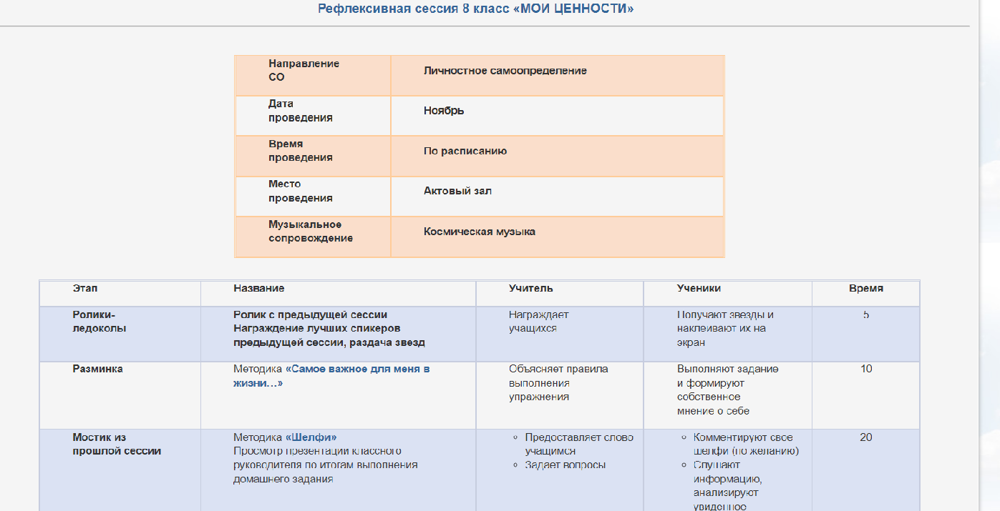 Рефлексивная сессия 8 класс «МОИ ЦЕННОСТИ»
Направление
СО
Личностное самоопределение
Дата
проведения
Ноябрь
Время
проведения
По расписанию
Место
проведения
Актовый зал
Музыкальное
сопровождение
Космическая музыка
Этап
Название
Учитель
Ученики
Время
Ролики-
ледоколы
Ролик с предыдущей сессии
Награждение лучших спикеров
предыдущей сессии, раздача звезд
Награждает
учащихся
Получают звезды и
наклеивают их на
экран
5
Разминка
Методика «Самое важное для меня в
жизни…»
Объясняет правила
выполнения
упражнения
Выполняют задание
и формируют
собственное
мнение о себе
10
Мостик из
прошлой сессии
Методика «Шелфи»
Просмотр презентации классного
руководителя по итогам выполнения
домашнего задания
Предоставляет слово
учащимся
Задает вопросы
Комментируют свое
шелфи (по желанию)
Слушают
информацию,
анализируют
увиденное
20